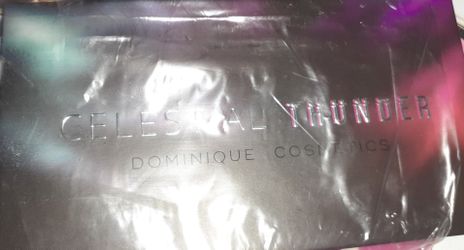 CELESTIAL THUNDER
DOMINIQUE COSMETICS